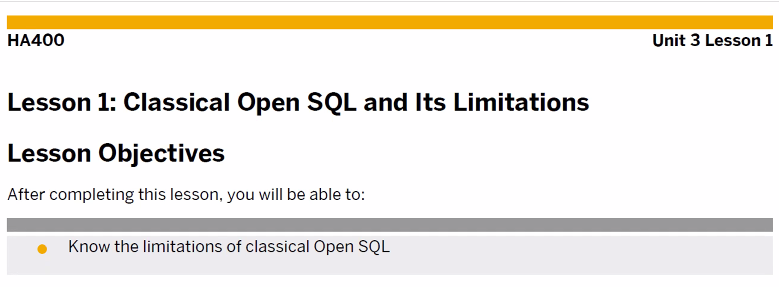 HA400 Unit 3 Lesson 1
Lesson 1: Classical Open SQL and Its Limitations
Lesson Objectives
After completing this lesson, you will be able to:
Know the limitations of classical Open SQL